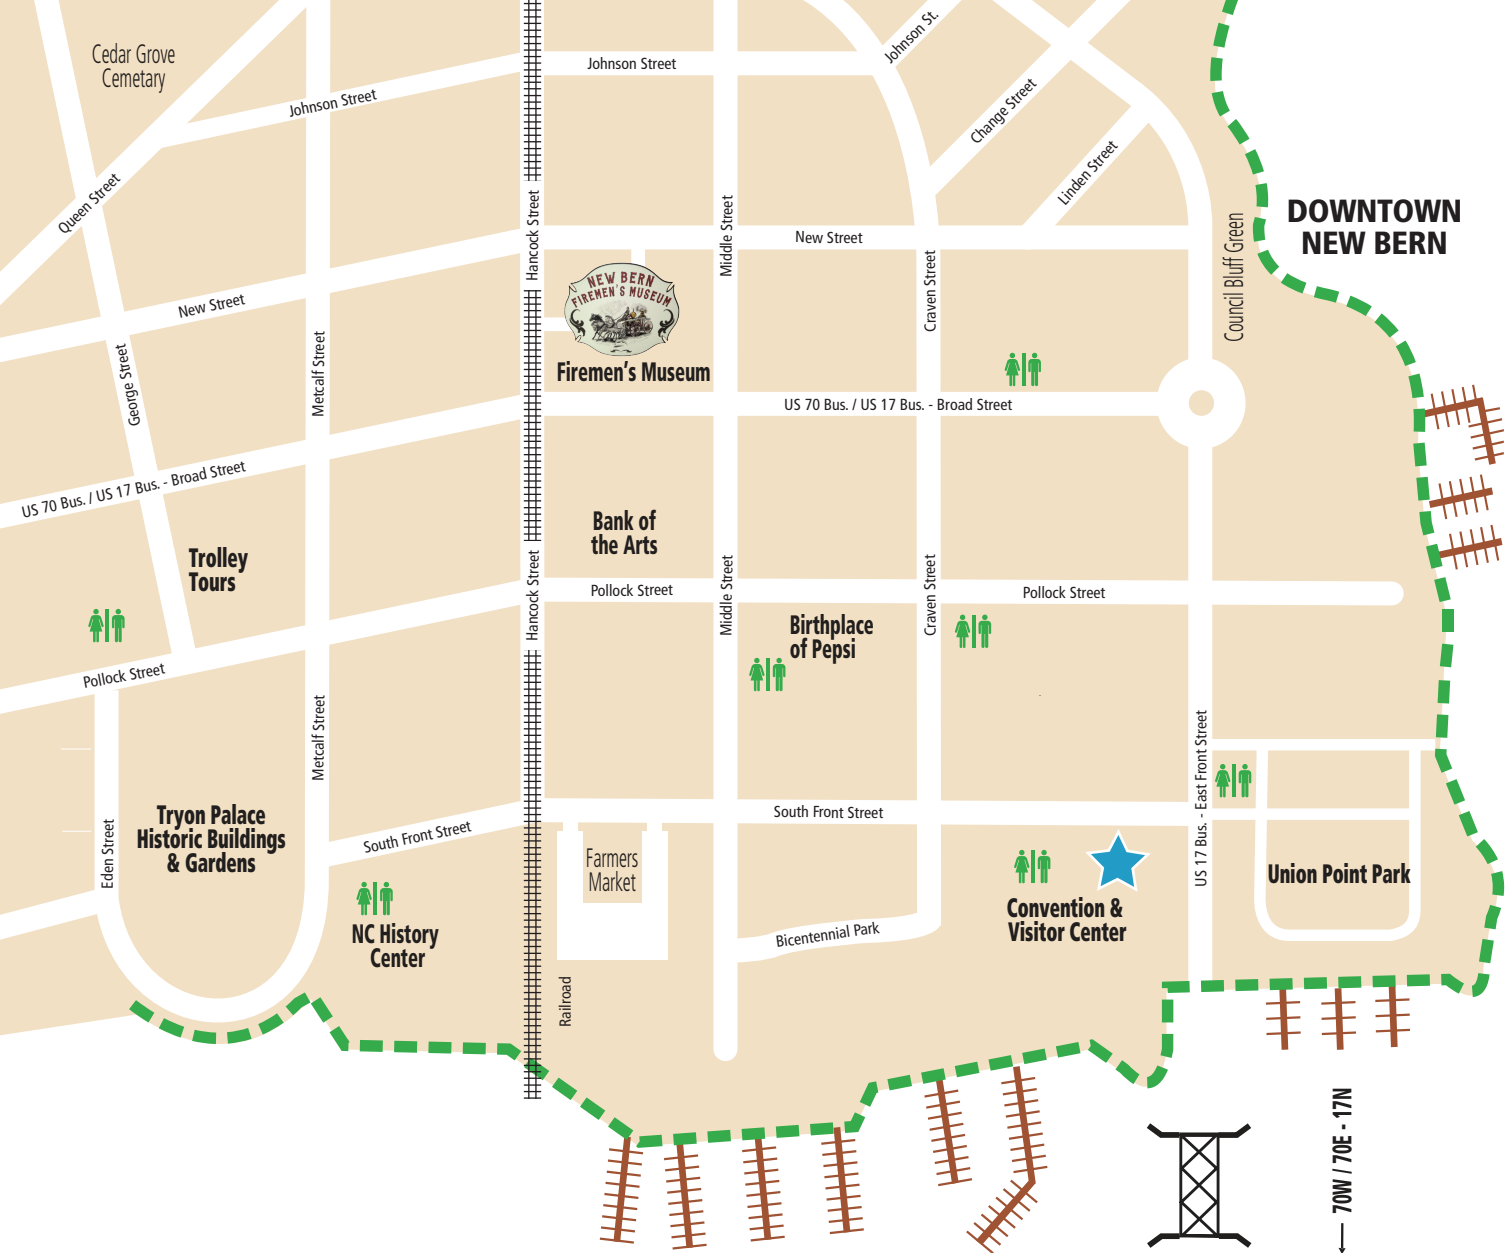 Cedar Grove
Cemetary
Johnson Street
Johnson Street
Johnson St.
Change Street
Linden Street
Queen Street
Hancock Street
Middle Street
New Street
New Street
Craven Street
Council Bluff Green
DOWNTOWN
NEW BERN
NEW BERN
FIREMEN'S MUSEUM
Firemen's Museum
George Street
Metcalf Street
US 70 Bus. / US 17 Bus. - Broad Street
US 70 Bus. / US 17 Bus. - Broad Street
Bank of
the Arts
Trolley
Tours
Hancock Street
Middle Street
Craven Street
Pollock Street
Pollock Street
Pollock Street
Birthplace
of Pepsi
Metcalf Street
US 17 Bus. - East Front Street
Tryon Palace
Historic Buildings
& Gardens
Eden Street
South Front Street
South Front Street
Farmers
Market
Union Point Park
Convention &
Visitor Center
NC History
Center
Bicentennial Park
Railroad
70W / 70E - 17N